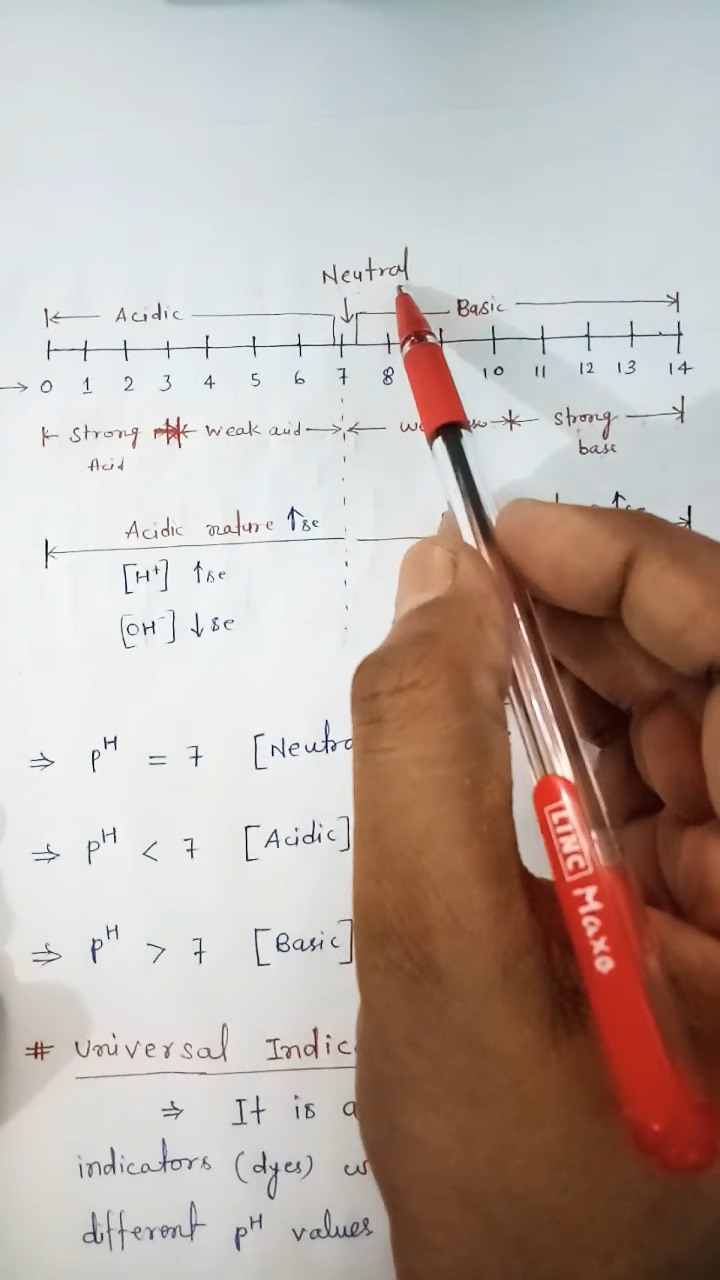 Neutral
Acidic Basic
0 1 2 3 4 5 6 7 8 10 11 12 13 14
strong weak acid strong
Acid base
Acidic nature ↑se
[H+] ↑se
[OH-] ↓se
⇒ pH = 7 [Neutra
⇒ pH < 7 [Acidic]
⇒ pH > 7 [Basic]
# Universal Indic
⇒ It is a
indicators (dyes) w
different pH values
LINC Maxo